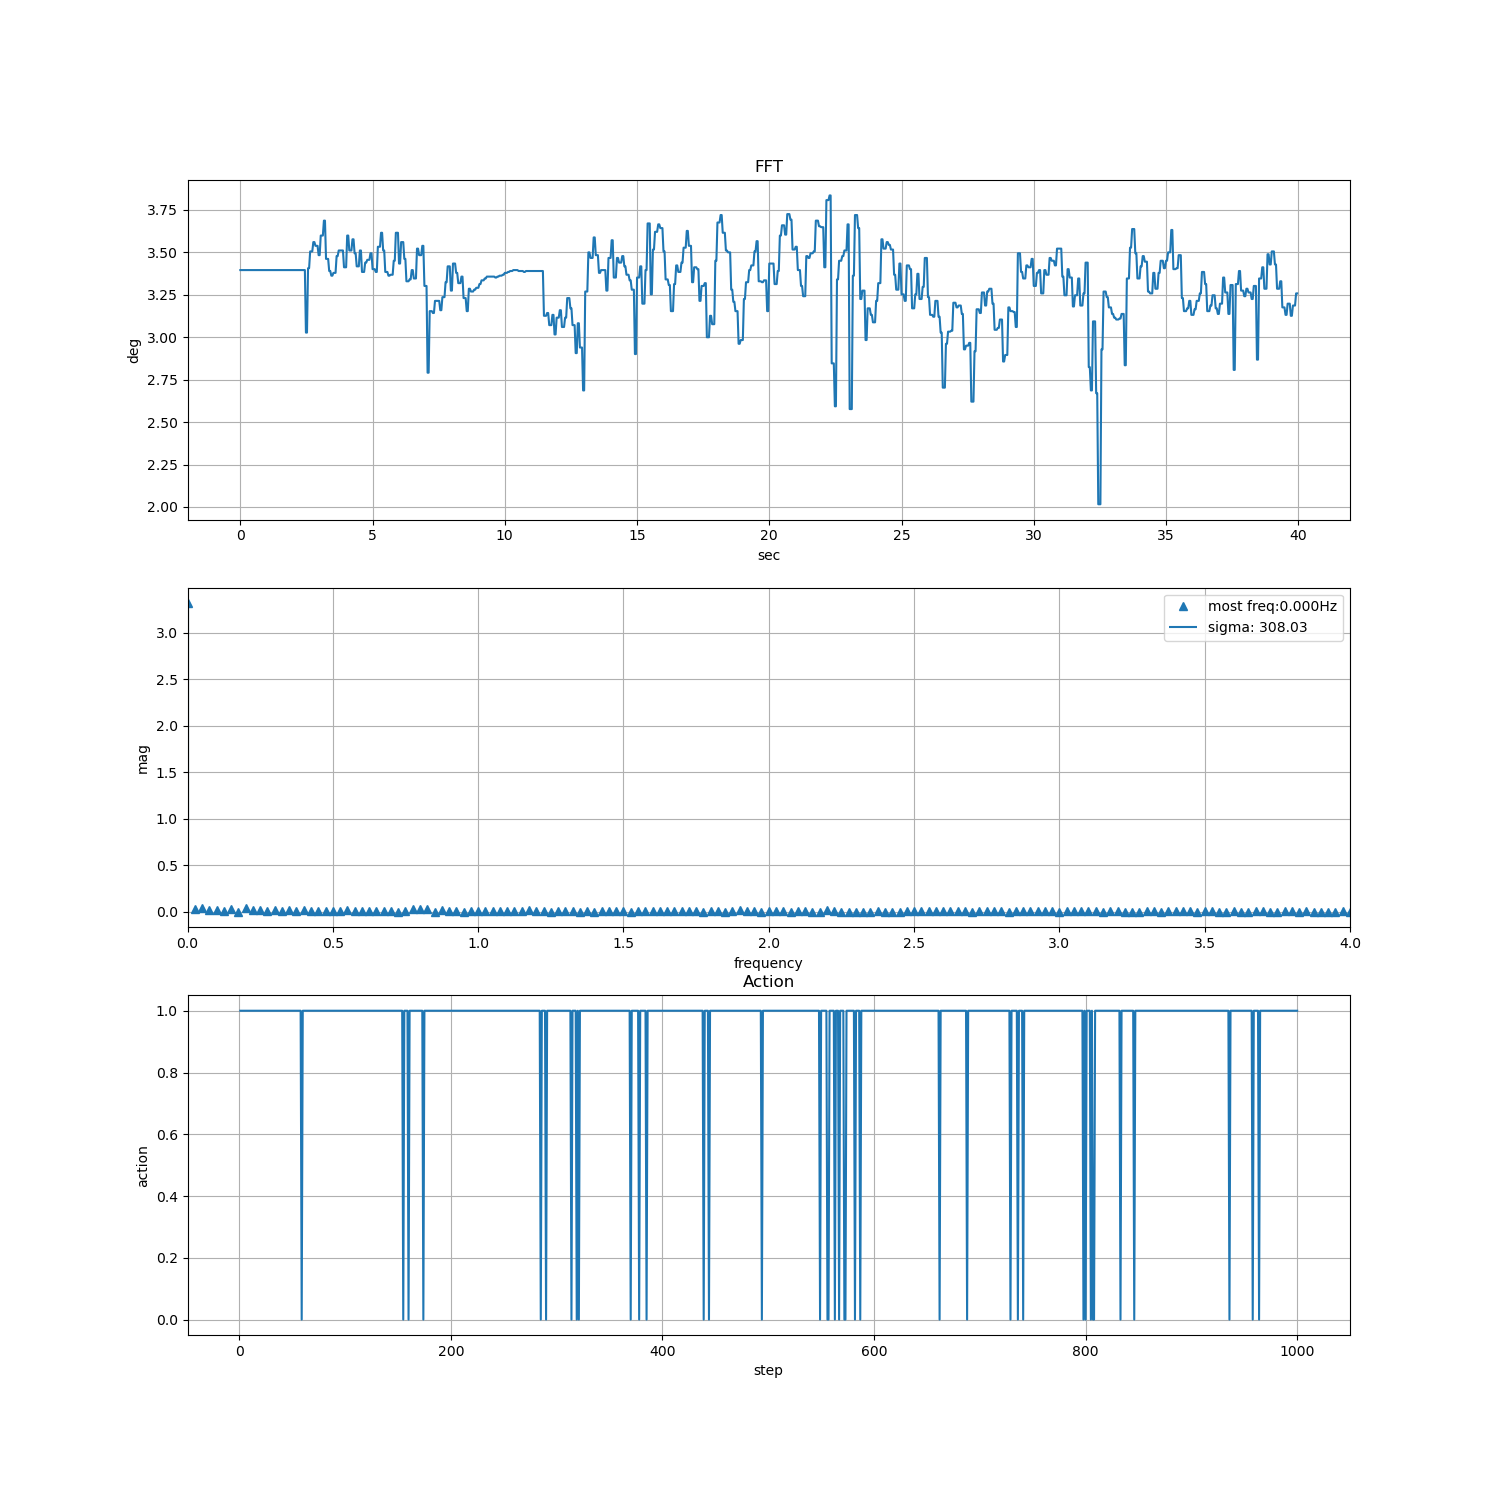 FFT
deg
3.75
3.50
3.25
3.00
2.75
2.50
2.25
2.00
0 5 10 15 20 25 30 35 40
sec
most freq:0.000Hz
sigma: 308.03
mag
3.0
2.5
2.0
1.5
1.0
0.5
0.0
0.0 0.5 1.0 1.5 2.0 2.5 3.0 3.5 4.0
frequency
Action
action
1.0
0.8
0.6
0.4
0.2
0.0
0 200 400 600 800 1000
step